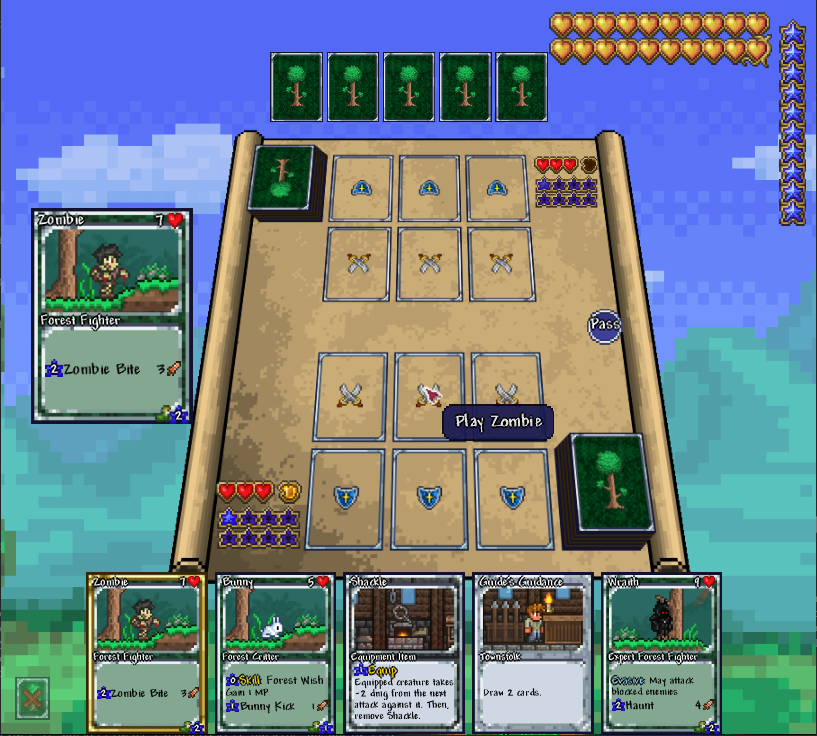 Zombie 7
Forest Fighter
2 Zombie Bite 3
2
Pass
Play Zombie
Zombie 7
Forest Fighter
2 Zombie Bite 3
2
Bunny 5
Forest Critter
0 Skill: Forest Wish
Gain 1 MP
1 Bunny Kick 1
1
Shackle
Equipment Item
1 Equip
Equipped creature takes
-2 dmg from the next
attack against it. Then,
remove Shackle.
Guide's Guidance
Townsfolk
Draw 2 cards.
Wraith 9
Expert Forest Fighter
Evasive: May attack
blocked enemies
2 Haunt 4
2